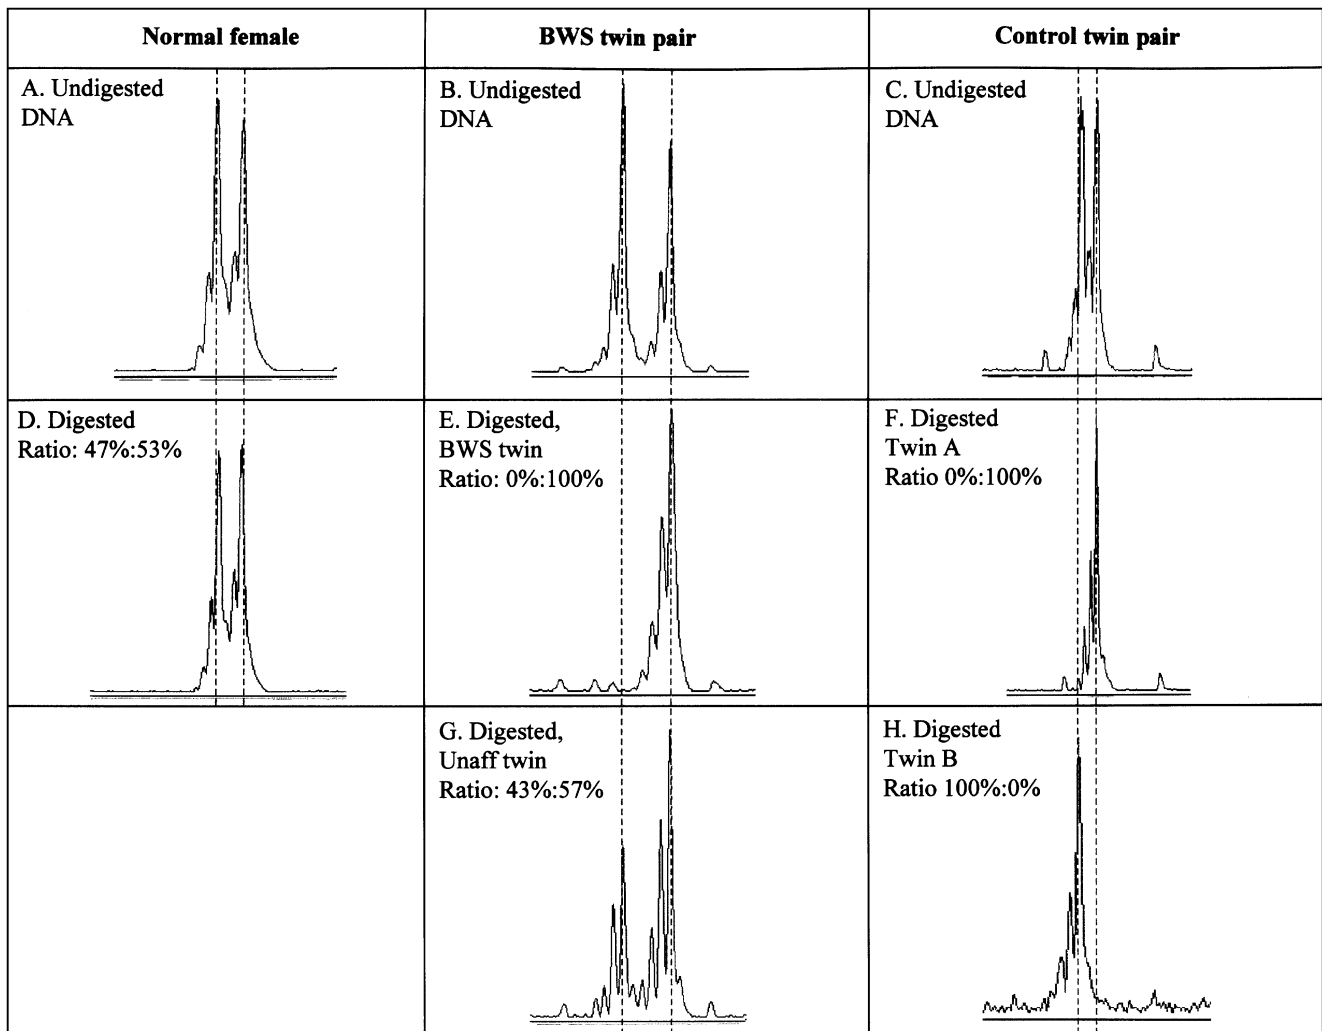 Normal female
BWS twin pair
Control twin pair
A. Undigested
DNA
B. Undigested
DNA
C. Undigested
DNA
D. Digested
Ratio: 47%:53%
E. Digested,
BWS twin
Ratio: 0%:100%
F. Digested
Twin A
Ratio 0%:100%
G. Digested,
Unaff twin
Ratio: 43%:57%
H. Digested
Twin B
Ratio 100%:0%